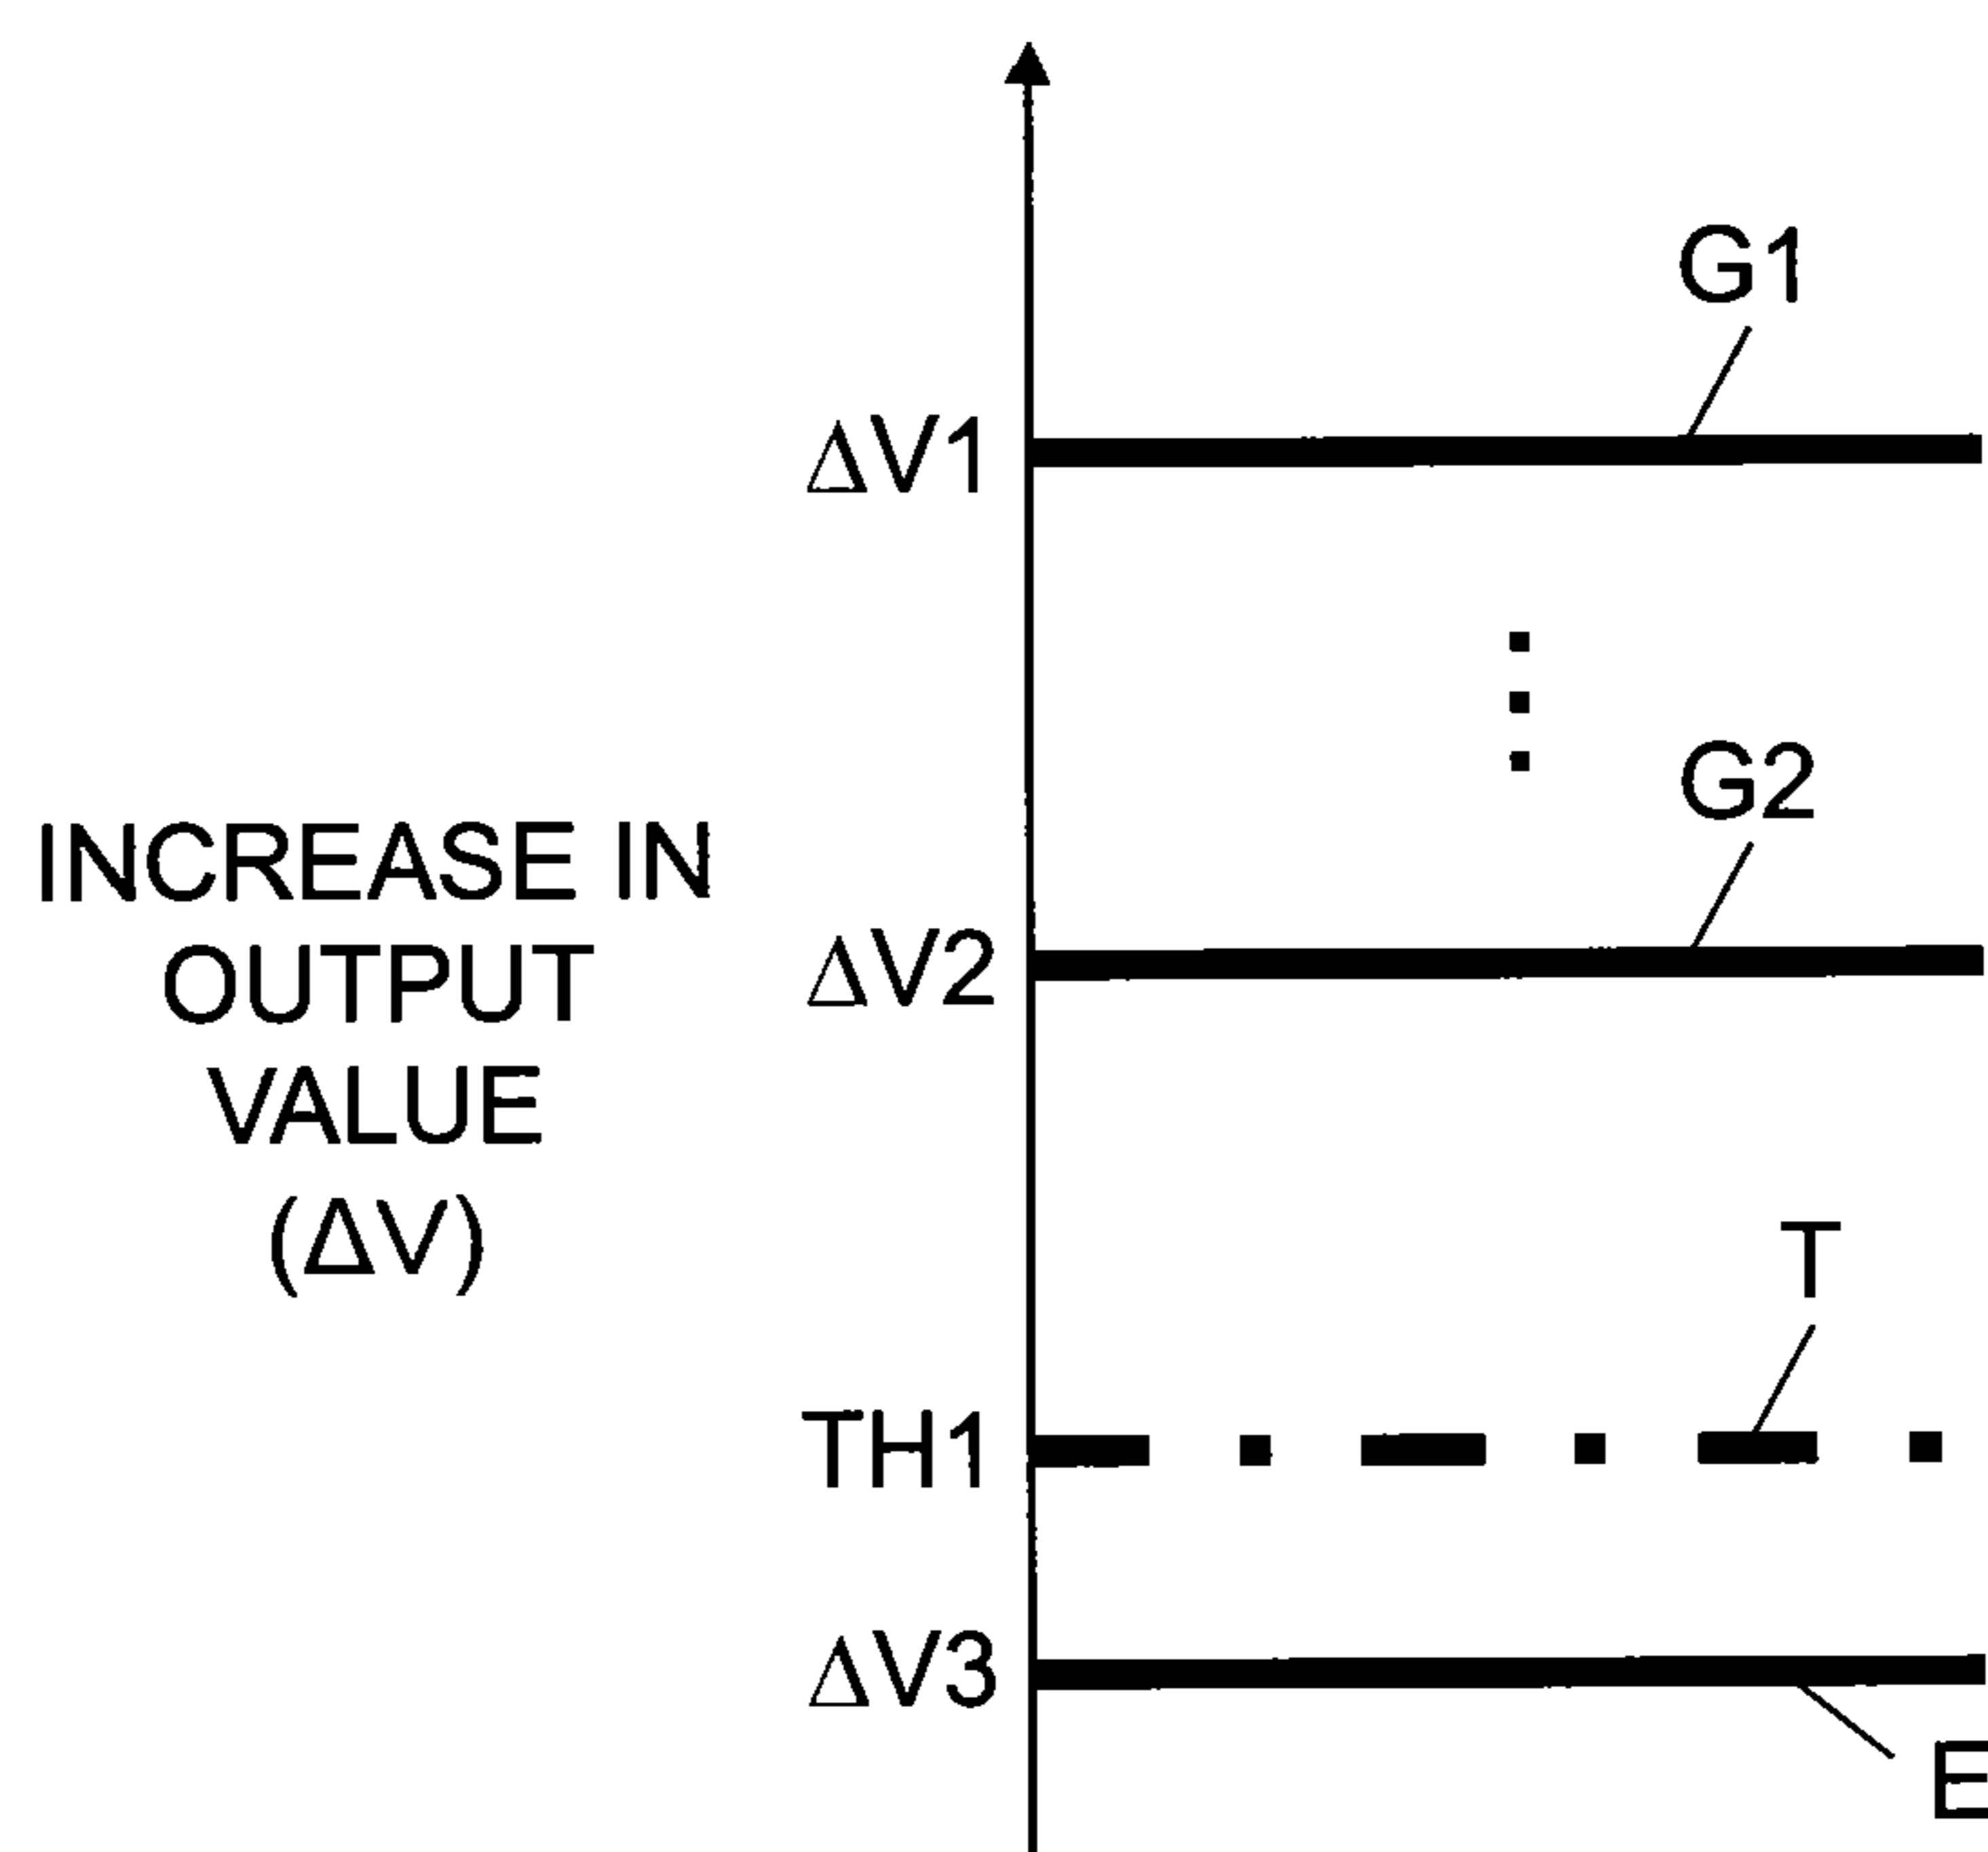 G1
ΔV1
G2
INCREASE IN
OUTPUT
VALUE
(ΔV)
ΔV2
T
TH1
ΔV3
E